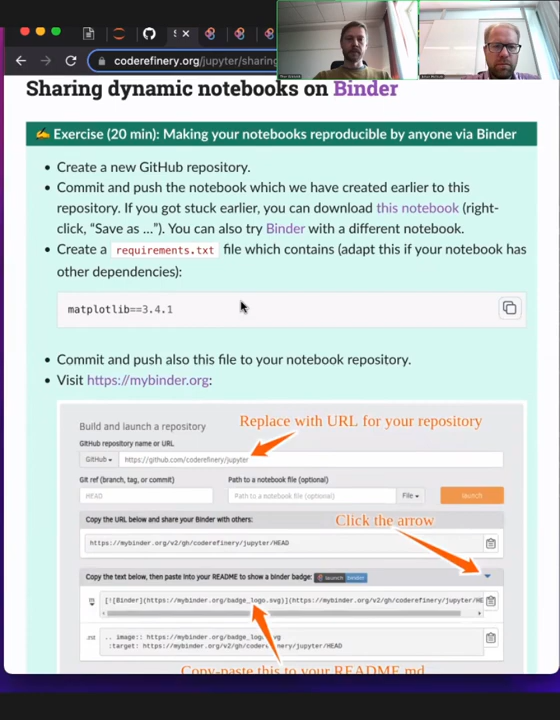 S
coderefinery.org/jupyter/sharing
Sharing dynamic notebooks on Binder
✍️ Exercise (20 min): Making your notebooks reproducible by anyone via Binder
• Create a new GitHub repository.
• Commit and push the notebook which we have created earlier to this
repository. If you got stuck earlier, you can download this notebook (right-
click, “Save as ...”). You can also try Binder with a different notebook.
• Create a requirements.txt file which contains (adapt this if your notebook has
other dependencies):
matplotlib==3.4.1
• Commit and push also this file to your notebook repository.
• Visit https://mybinder.org:
Build and launch a repository
Replace with URL for your repository
GitHub repository name or URL
GitHub https://github.com/coderefinery/jupyter
Git ref (branch, tag, or commit) Path to a notebook file (optional)
HEAD Path to a notebook file (optional) File launch
Copy the URL below and share your Binder with others:
Click the arrow
https://mybinder.org/v2/gh/coderefinery/jupyter/HEAD
Copy the text below, then paste into your README to show a binder badge: launch binder
[![Binder](https://mybinder.org/badge_logo.svg)](https://mybinder.org/v2/gh/coderefinery/jupyter/HE
.rst .. image:: https://mybinder.org/badge_logo.svg
:target: https://mybinder.org/v2/gh/coderefinery/jupyter/HEAD
Copy-paste this to your README.md